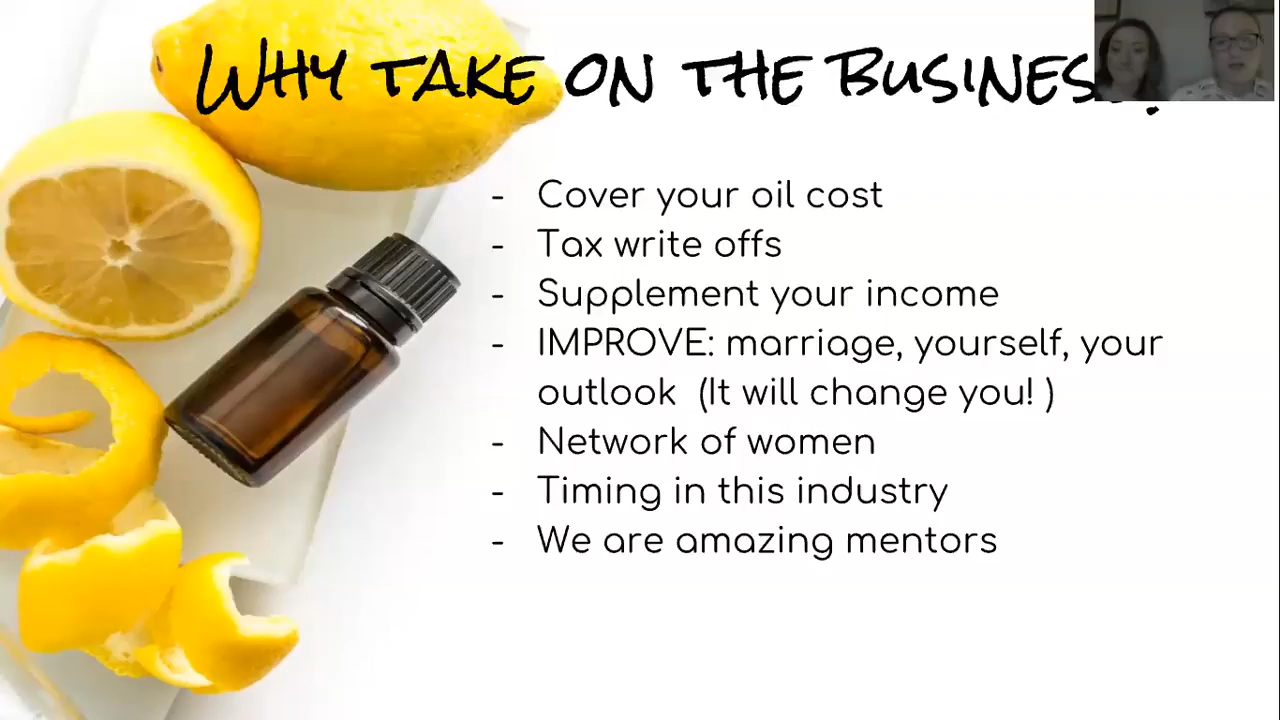 WHY TAKE ON THE BUSINESS?
- Cover your oil cost
- Tax write offs
- Supplement your income
- IMPROVE: marriage, yourself, your
outlook (It will change you! )
- Network of women
- Timing in this industry
- We are amazing mentors